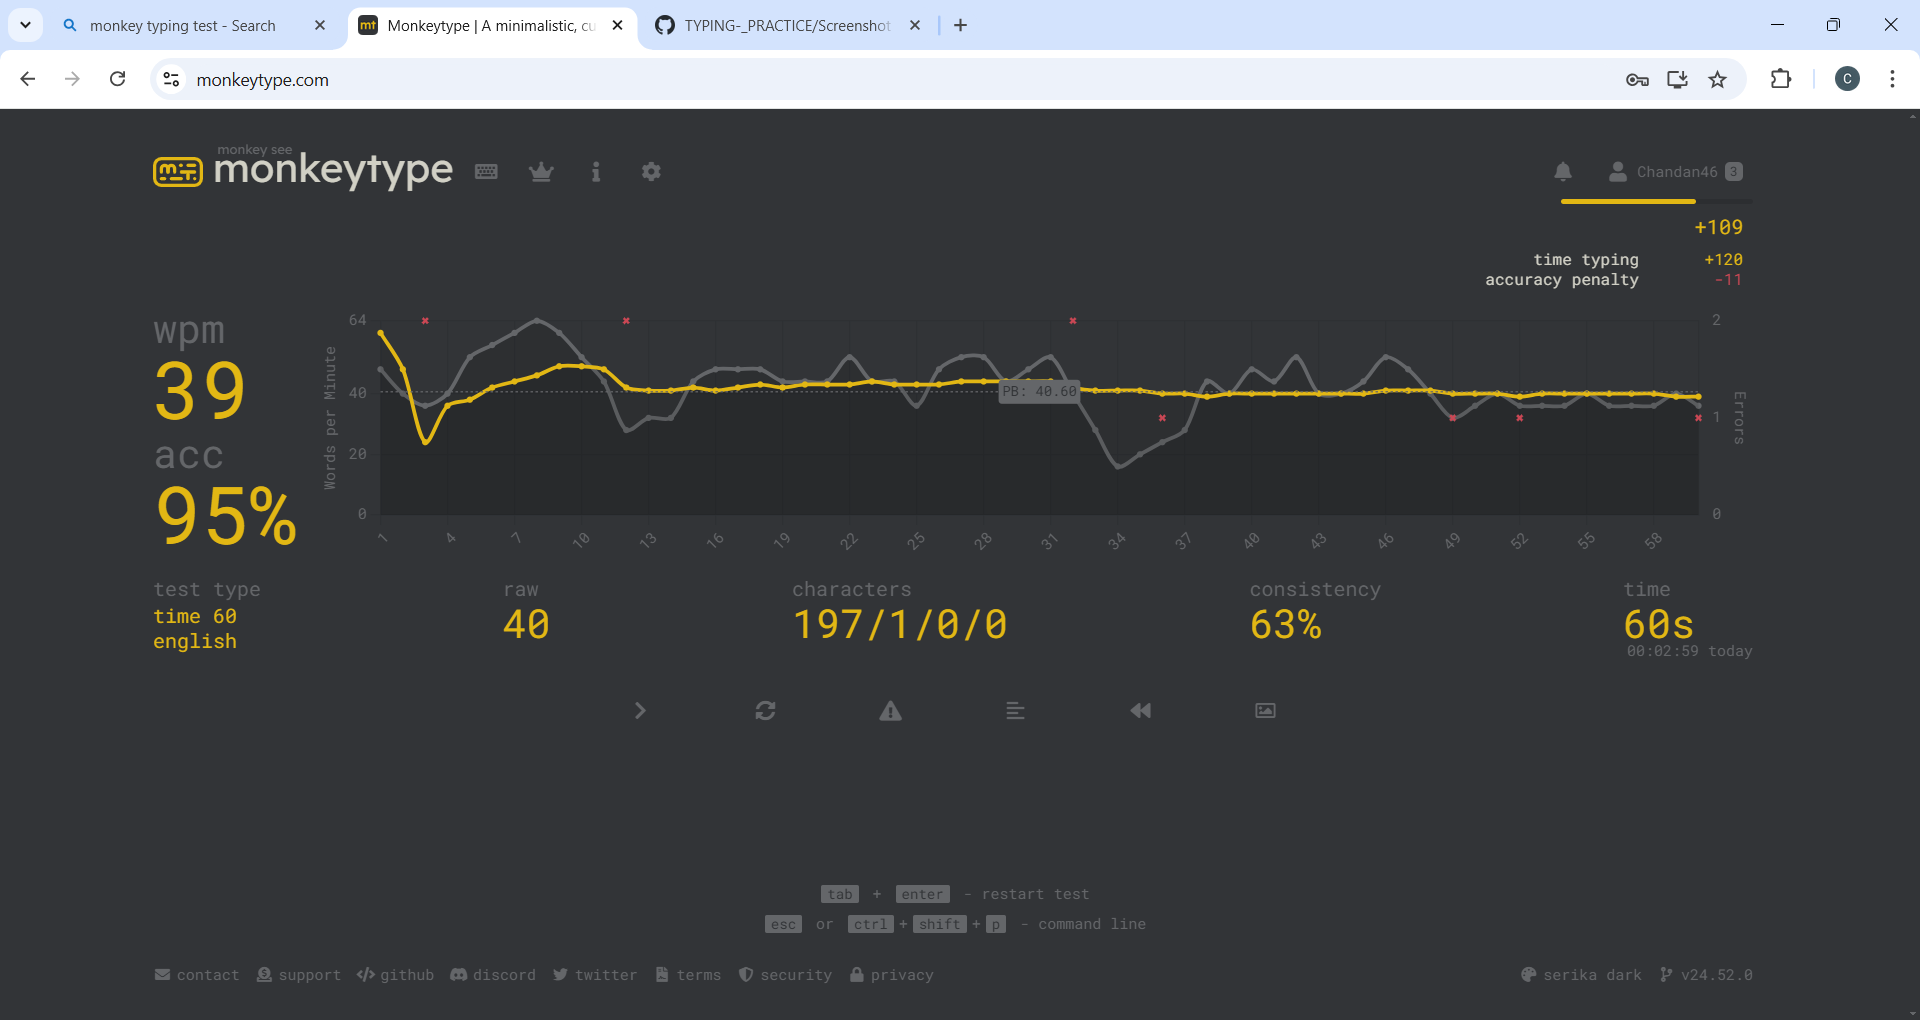 monkey typing test - Search
Monkeytype | A minimalistic, cu
TYPING-_PRACTICE/Screenshot
monkeytype.com
C
monkey see
monkeytype
Chandan46 3
+109
time typing +120
accuracy penalty -11
wpm
39
acc
95%
Words per Minute
64
40
20
0
PB: 40.60
2
1
0
Errors
1 4 7 10 13 16 19 22 25 28 31 34 37 40 43 46 49 52 55 58
test type
time 60
english
raw
40
characters
197/1/0/0
consistency
63%
time
60s
00:02:59 today
tab + enter - restart test
esc or ctrl + shift + p - command line
contact support github discord twitter terms security privacy serika dark v24.52.0